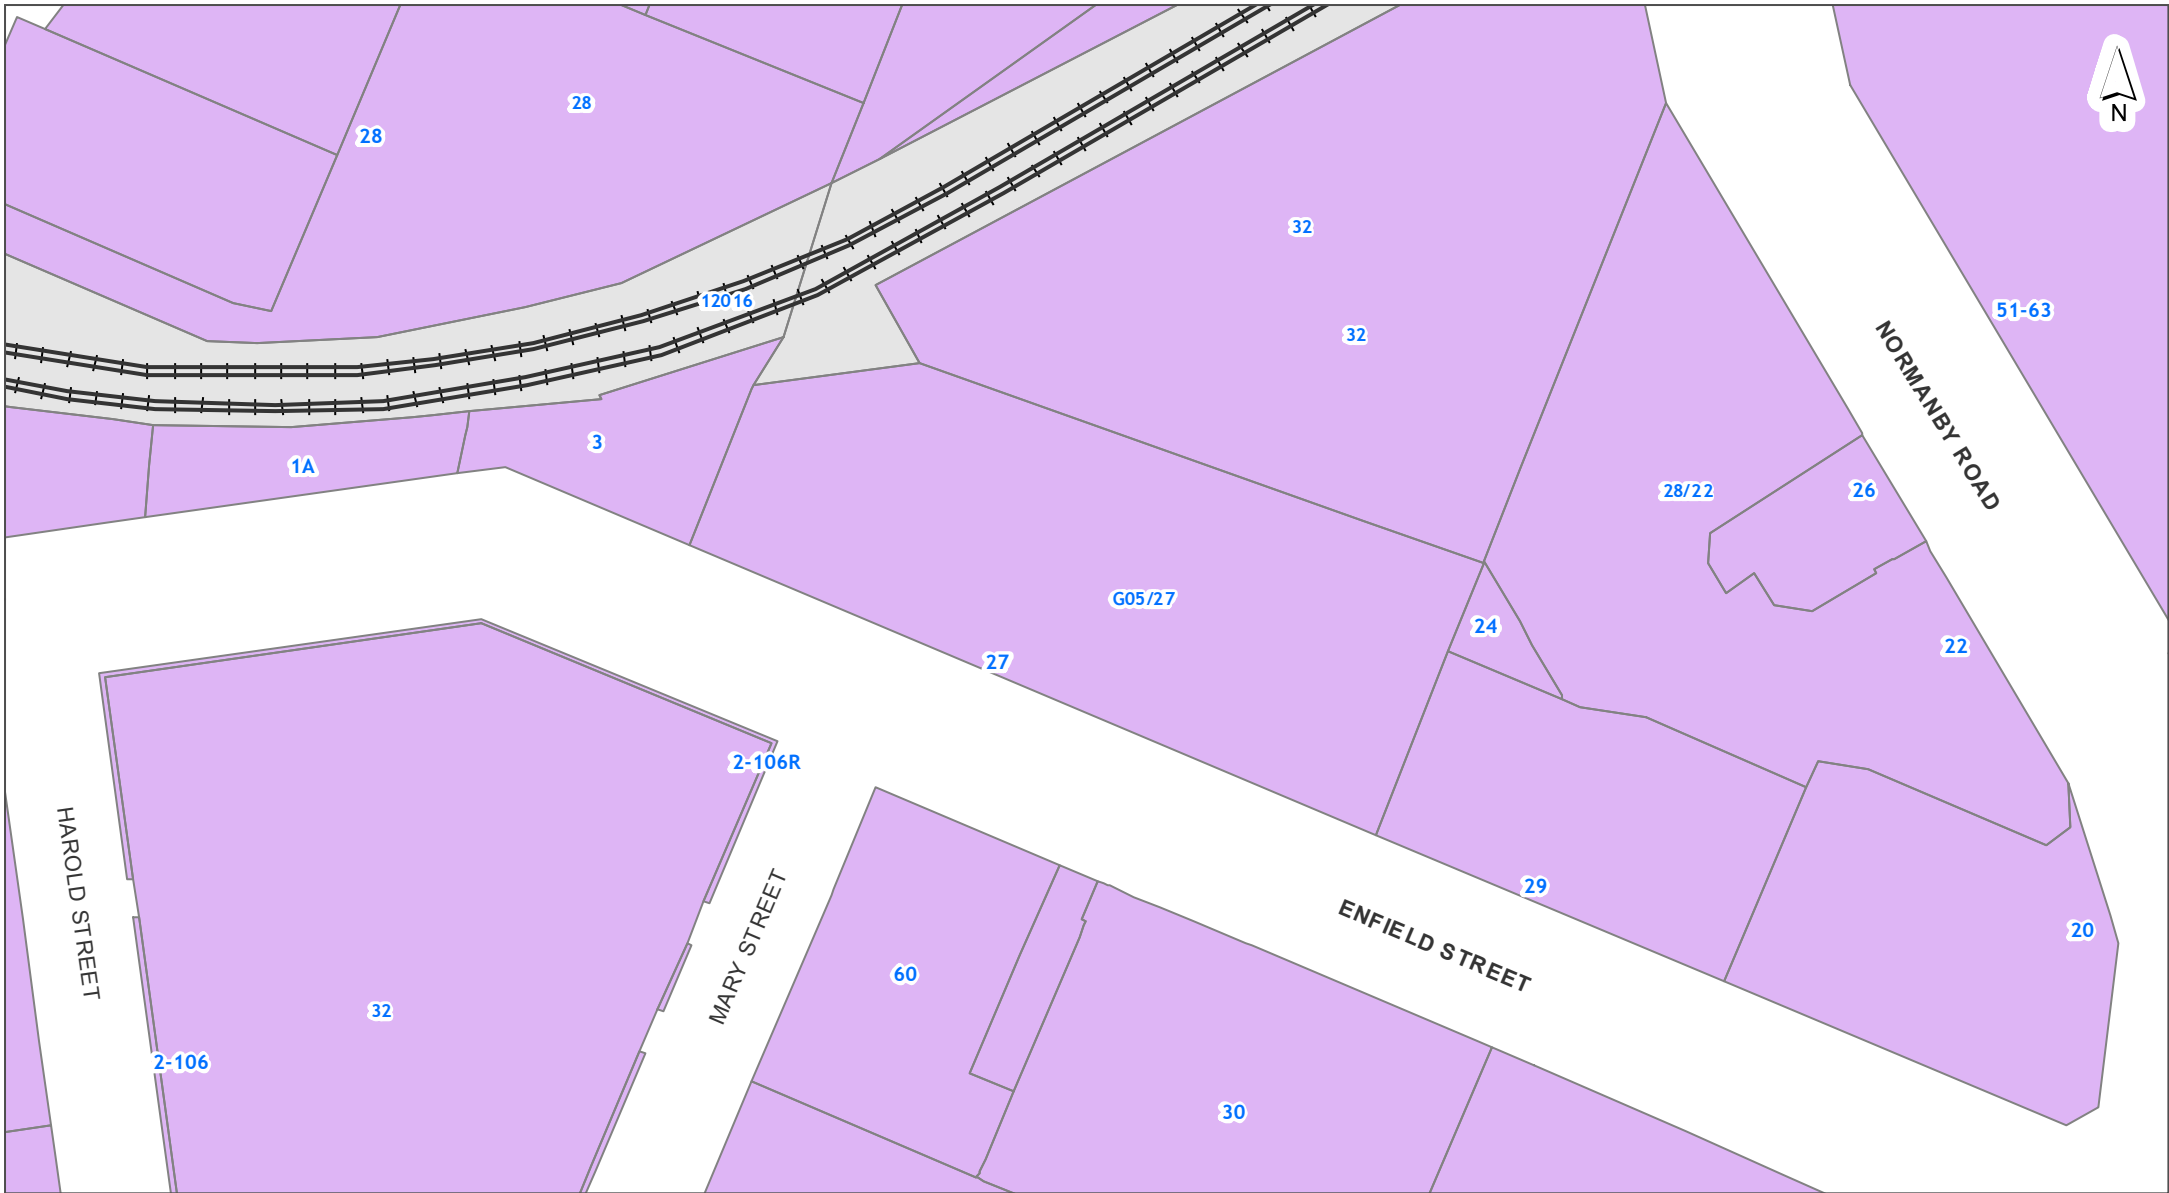 28
28
N
32
12016
51-63
32
NORMANBY ROAD
3
1A
28/22
26
G05/27
24
22
27
2-106R
HAROLD STREET
MARY STREET
29
ENFIELD STREET
20
60
32
2-106
30